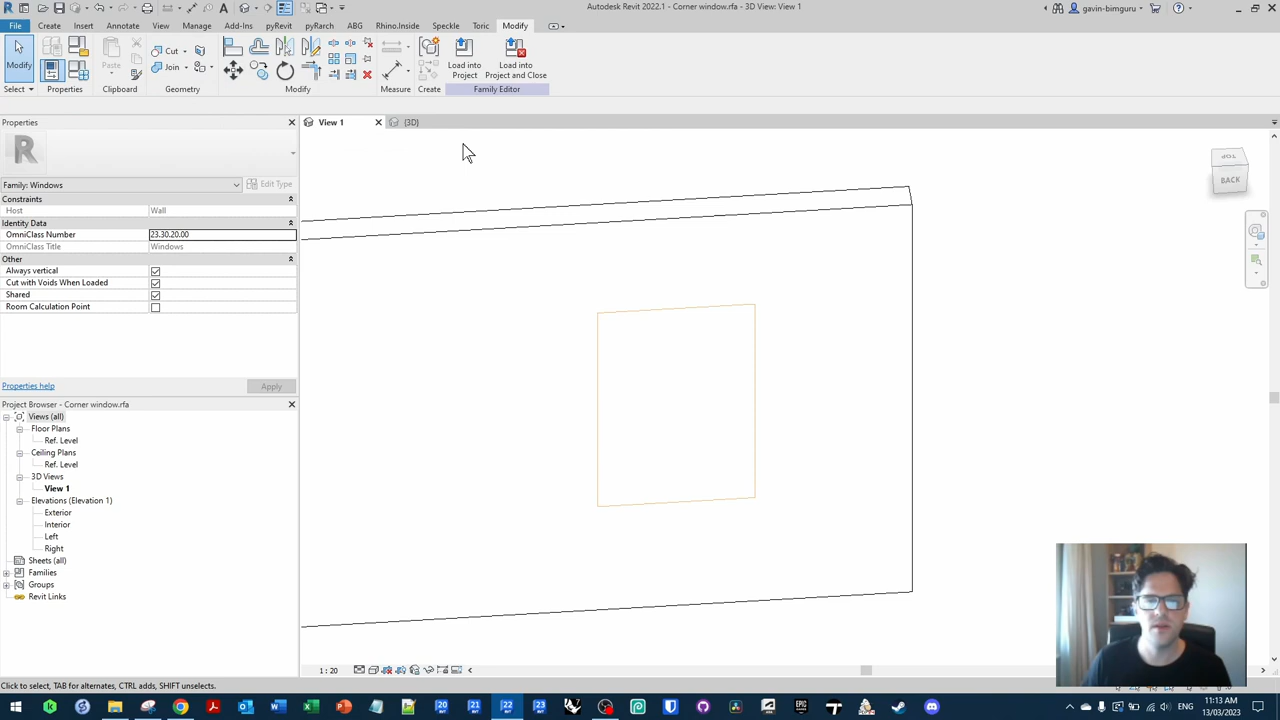 Autodesk Revit 2022.1 - Corner window.rfa - 3D View: View 1
gavin-bimguru
File Create Insert Annotate View Manage Add-Ins pyRevit pyRarch ABG Rhino.Inside Speckle Toric Modify
Modify
Paste
Cut
Join
Load into
Project
Load into
Project and Close
Select Properties Clipboard Geometry Modify Measure Create Family Editor
Properties
View 1
{3D}
R
Family: Windows
Edit Type
Constraints
Host Wall
Identity Data
OmniClass Number 23.30.20.00
OmniClass Title Windows
Other
Always vertical
Cut with Voids When Loaded
Shared
Room Calculation Point
Properties help
Apply
TOP
BACK
Project Browser - Corner window.rfa
Views (all)
Floor Plans
Ref. Level
Ceiling Plans
Ref. Level
3D Views
View 1
Elevations (Elevation 1)
Exterior
Interior
Left
Right
Sheets (all)
Families
Groups
Revit Links
1 : 20
Click to select, TAB for alternates, CTRL adds, SHIFT unselects.
20 21 22 23
ENG
11:13 AM
13/03/2023